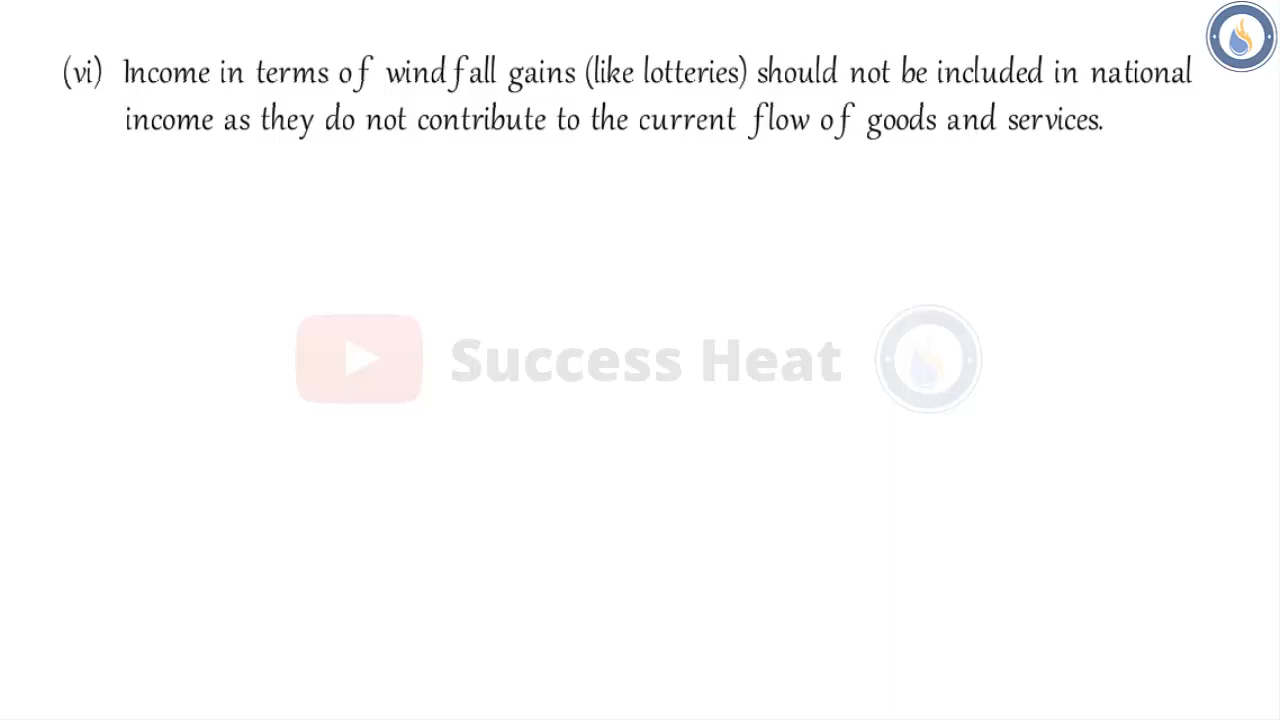 (vi) Income in terms of windfall gains (like lotteries) should not be included in national
income as they do not contribute to the current flow of goods and services.
Success Heat